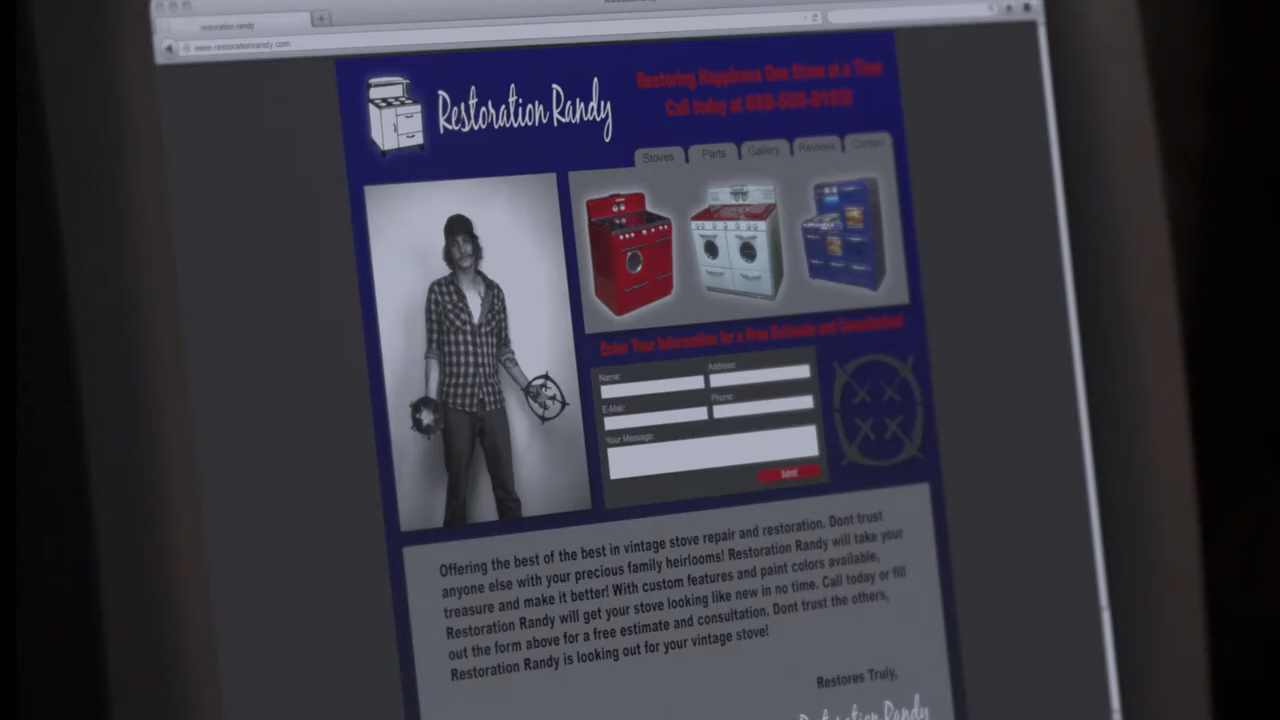 restoration randy
www.restorationrandy.com
Restoration Randy
Restoring Happiness One Stove at a Time
Call today at
Stoves Parts Gallery Reviews Contact
Enter Your Information for a Free Estimate and Consultation!
Name: Address:
E-Mail: Phone:
Your Message:
Submit
Offering the best of the best in vintage stove repair and restoration. Dont trust
anyone else with your precious family heirlooms! Restoration Randy will take your
treasure and make it better! With custom features and paint colors available,
Restoration Randy will get your stove looking like new in no time. Call today or fill
out the form above for a free estimate and consultation. Dont trust the others,
Restoration Randy is looking out for your vintage stove!
Restores Truly,
Restoration Randy